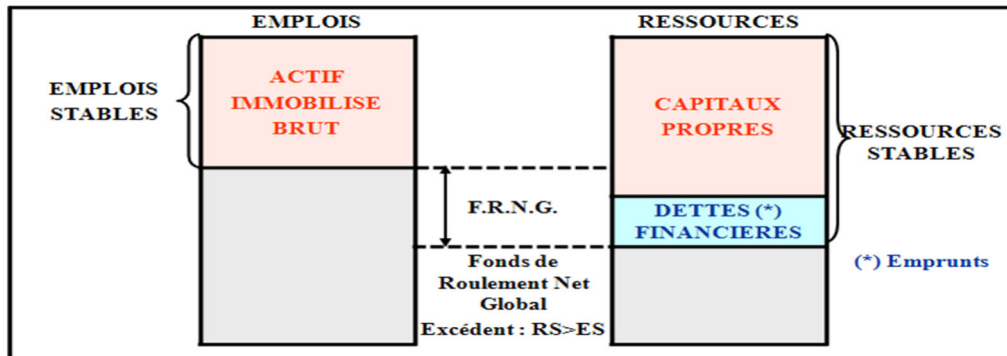 EMPLOIS
RESSOURCES
EMPLOIS
STABLES
ACTIF
IMMOBILISE
BRUT
CAPITAUX
PROPRES
RESSOURCES
STABLES
F.R.N.G.
DETTES (*)
FINANCIERES
Fonds de
Roulement Net
Global
Excédent : RS>ES
(*) Emprunts